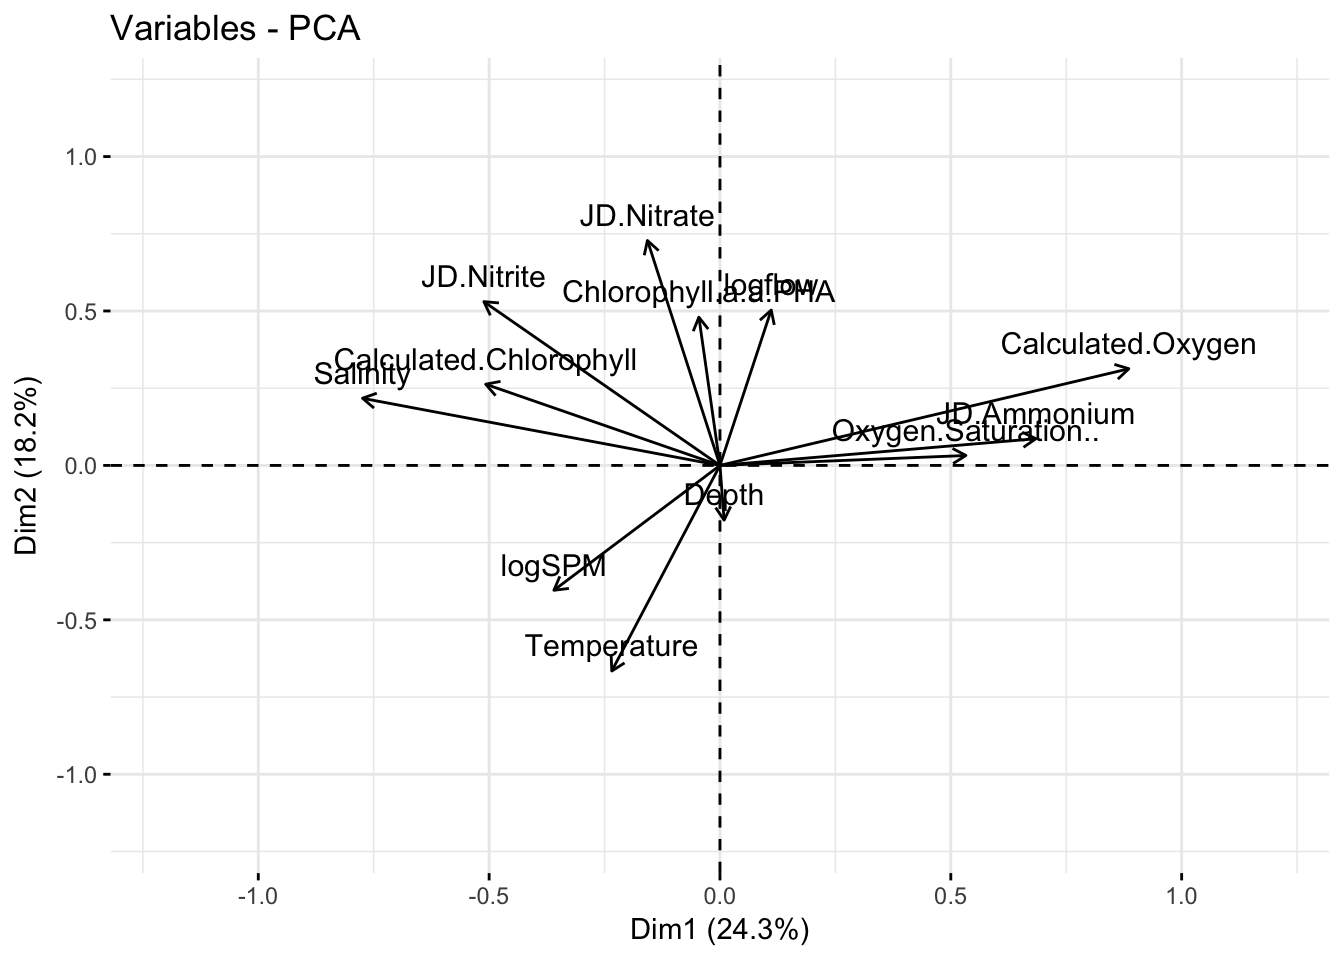 Variables - PCA
1.0
0.5
0.0
-0.5
-1.0
Dim2 (18.2%)
JD.Nitrate
JD.Nitrite
Chlorophyll.a.a.PHA
logflow
Calculated.Oxygen
Calculated.Chlorophyll
Salinity
JD.Ammonium
Oxygen.Saturation..
Depth
logSPM
Temperature
-1.0
-0.5
0.0
0.5
1.0
Dim1 (24.3%)